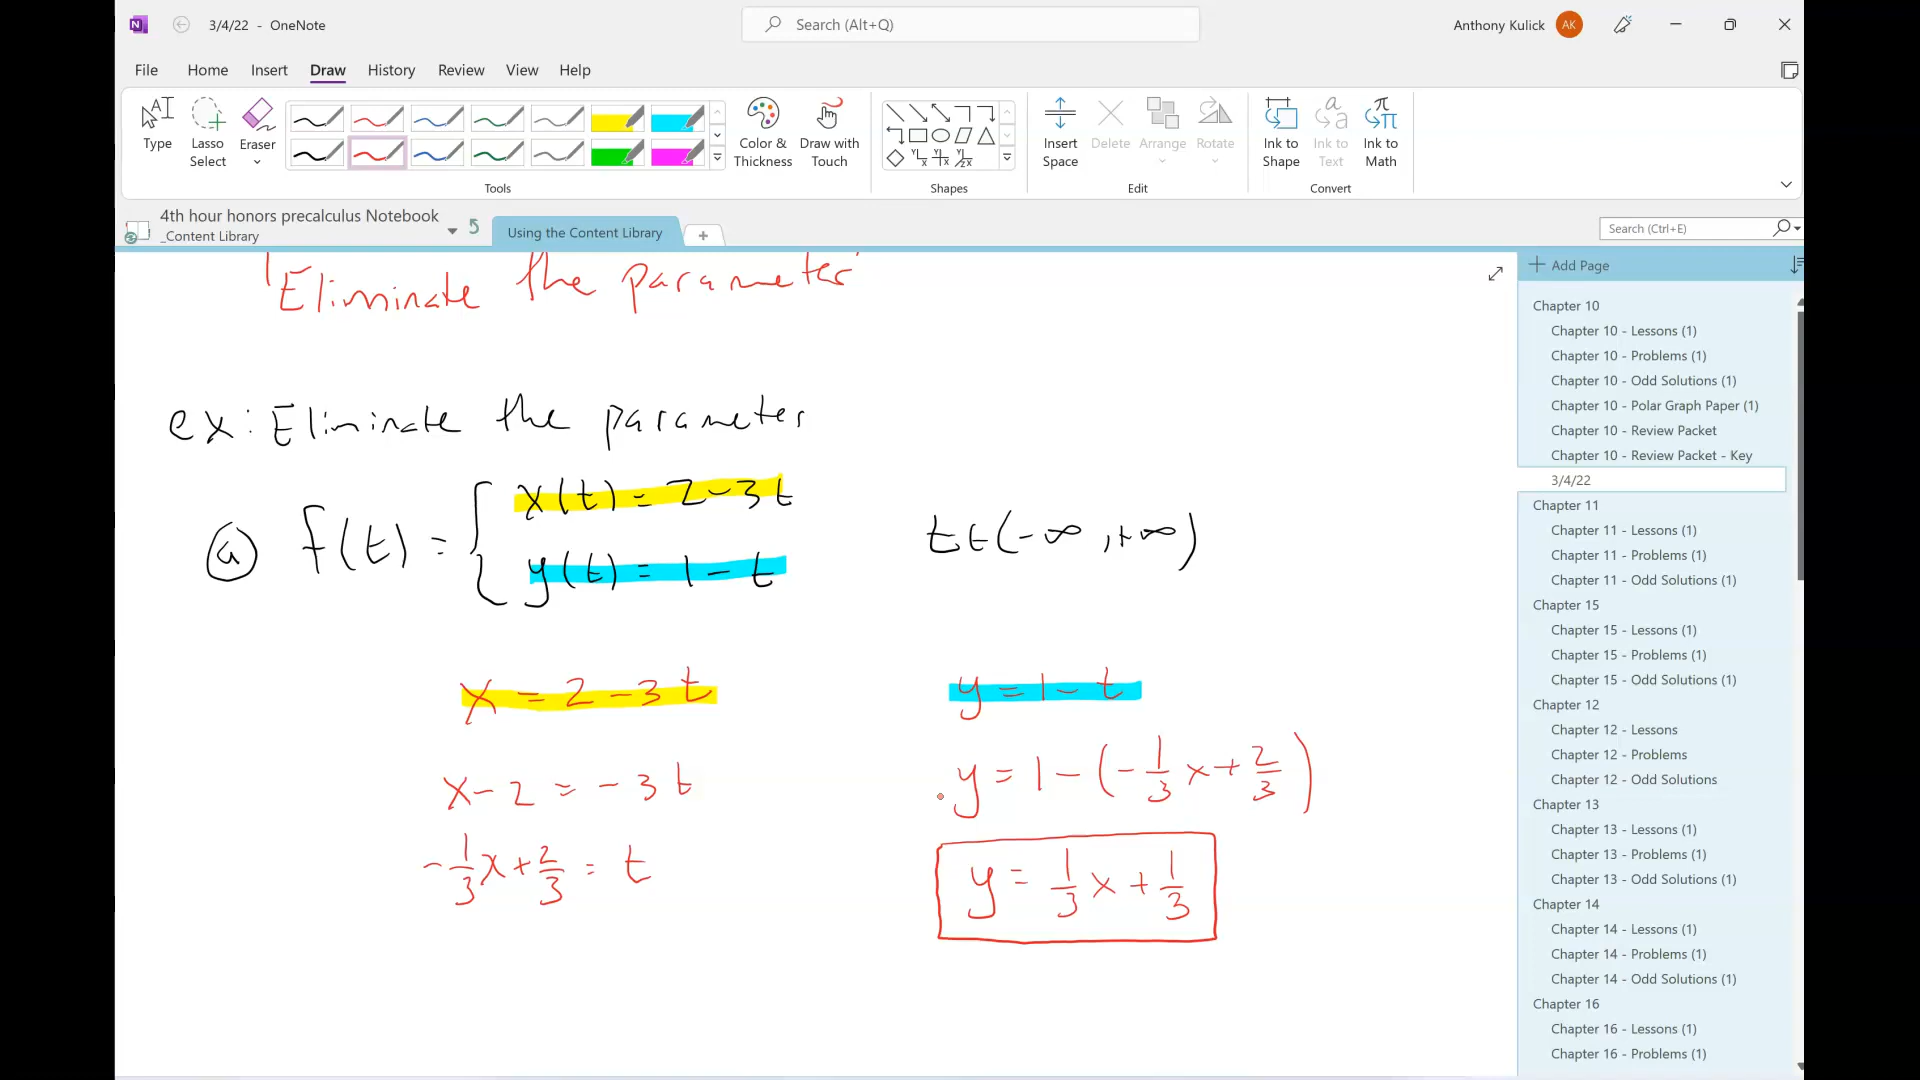 3/4/22 - OneNote
Search (Alt+Q)
Anthony Kulick AK
File Home Insert Draw History Review View Help
Type
Lasso Select
Eraser
Color & Thickness
Draw with Touch
Insert Space
Delete
Arrange
Rotate
Ink to Shape
Ink to Text
Ink to Math
Tools Shapes Edit Convert
4th hour honors precalculus Notebook
_Content Library
Using the Content Library
Search (Ctrl+E)
"Eliminate the parameter"
ex: Eliminate the parameter
(a) f(t) = { x(t) = 2 - 3t
y(t) = 1 - t
t ∈ (-∞, +∞)
x = 2 - 3t
x - 2 = -3t
-1/3 x + 2/3 = t
y = 1 - t
y = 1 - (-1/3 x + 2/3)
y = 1/3 x + 1/3
Add Page
Chapter 10
Chapter 10 - Lessons (1)
Chapter 10 - Problems (1)
Chapter 10 - Odd Solutions (1)
Chapter 10 - Polar Graph Paper (1)
Chapter 10 - Review Packet
Chapter 10 - Review Packet - Key
3/4/22
Chapter 11
Chapter 11 - Lessons (1)
Chapter 11 - Problems (1)
Chapter 11 - Odd Solutions (1)
Chapter 15
Chapter 15 - Lessons (1)
Chapter 15 - Problems (1)
Chapter 15 - Odd Solutions (1)
Chapter 12
Chapter 12 - Lessons
Chapter 12 - Problems
Chapter 12 - Odd Solutions
Chapter 13
Chapter 13 - Lessons (1)
Chapter 13 - Problems (1)
Chapter 13 - Odd Solutions (1)
Chapter 14
Chapter 14 - Lessons (1)
Chapter 14 - Problems (1)
Chapter 14 - Odd Solutions (1)
Chapter 16
Chapter 16 - Lessons (1)
Chapter 16 - Problems (1)